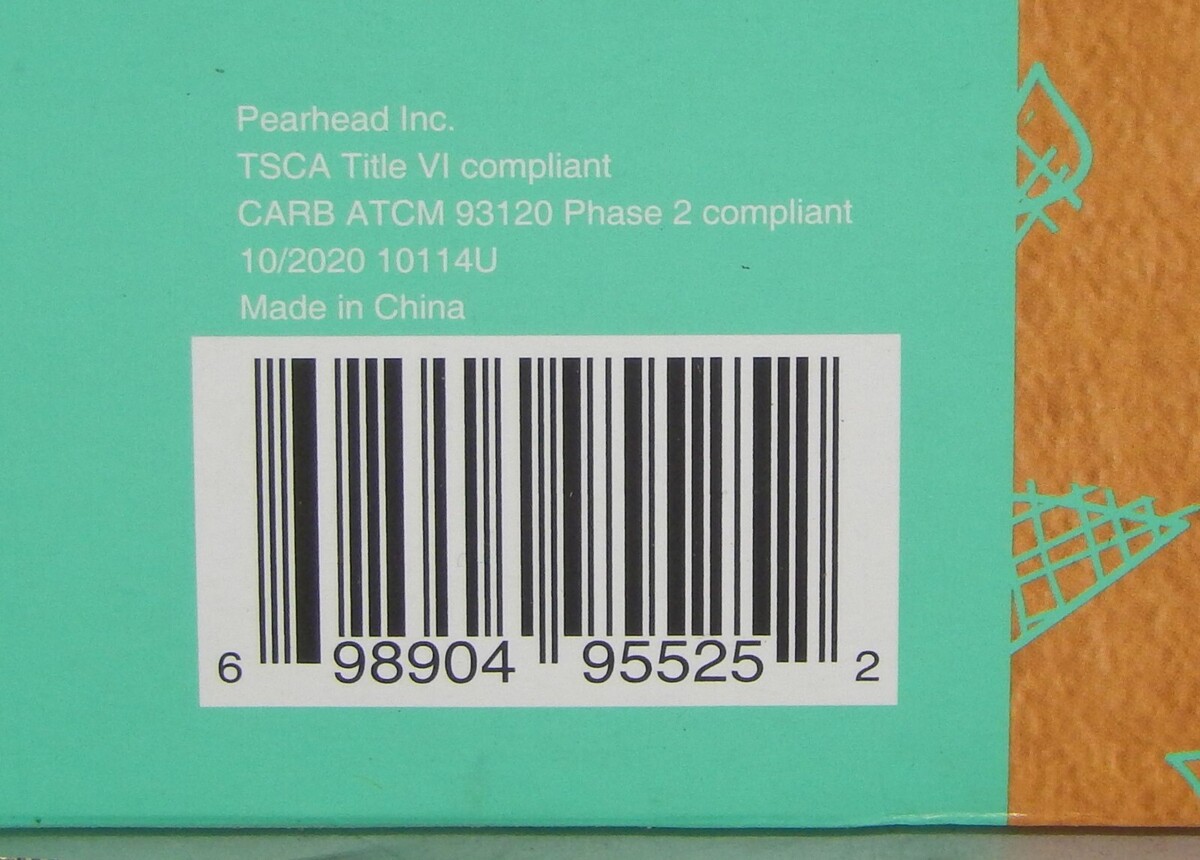 Pearhead Inc.
TSCA Title VI compliant
CARB ATCM 93120 Phase 2 compliant
10/2020 10114U
Made in China
6 98904 95525 2